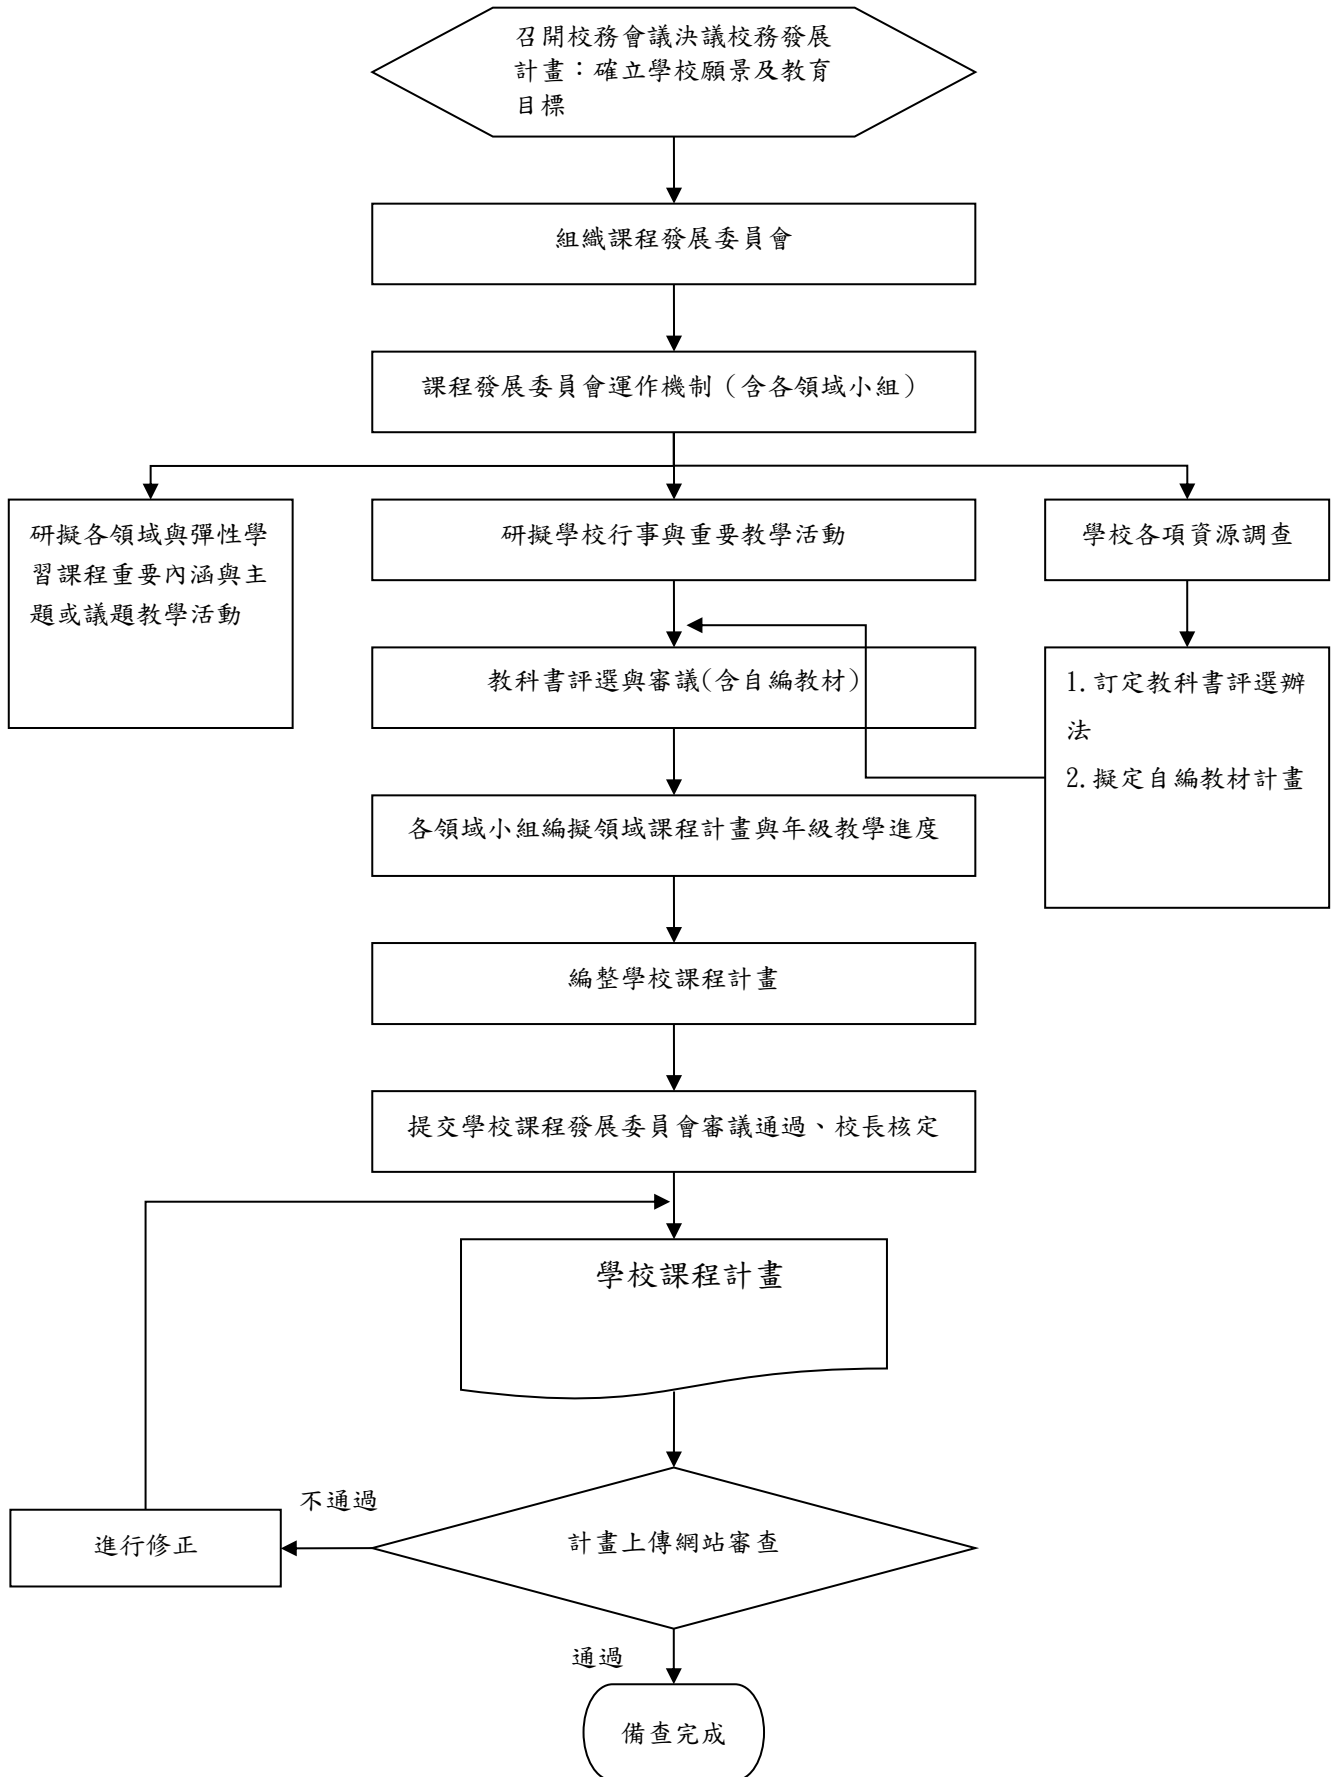 召開校務會議決議校務發展
計畫：確立學校願景及教育
目標
組織課程發展委員會
課程發展委員會運作機制（含各領域小組）
研擬各領域與彈性學
習課程重要內涵與主
題或議題教學活動
研擬學校行事與重要教學活動
學校各項資源調查
教科書評選與審議(含自編教材)
1.訂定教科書評選辦
法
2.擬定自編教材計畫
各領域小組編擬領域課程計畫與年級教學進度
編整學校課程計畫
提交學校課程發展委員會審議通過、校長核定
學校課程計畫
不通過
進行修正
計畫上傳網站審查
通過
備查完成